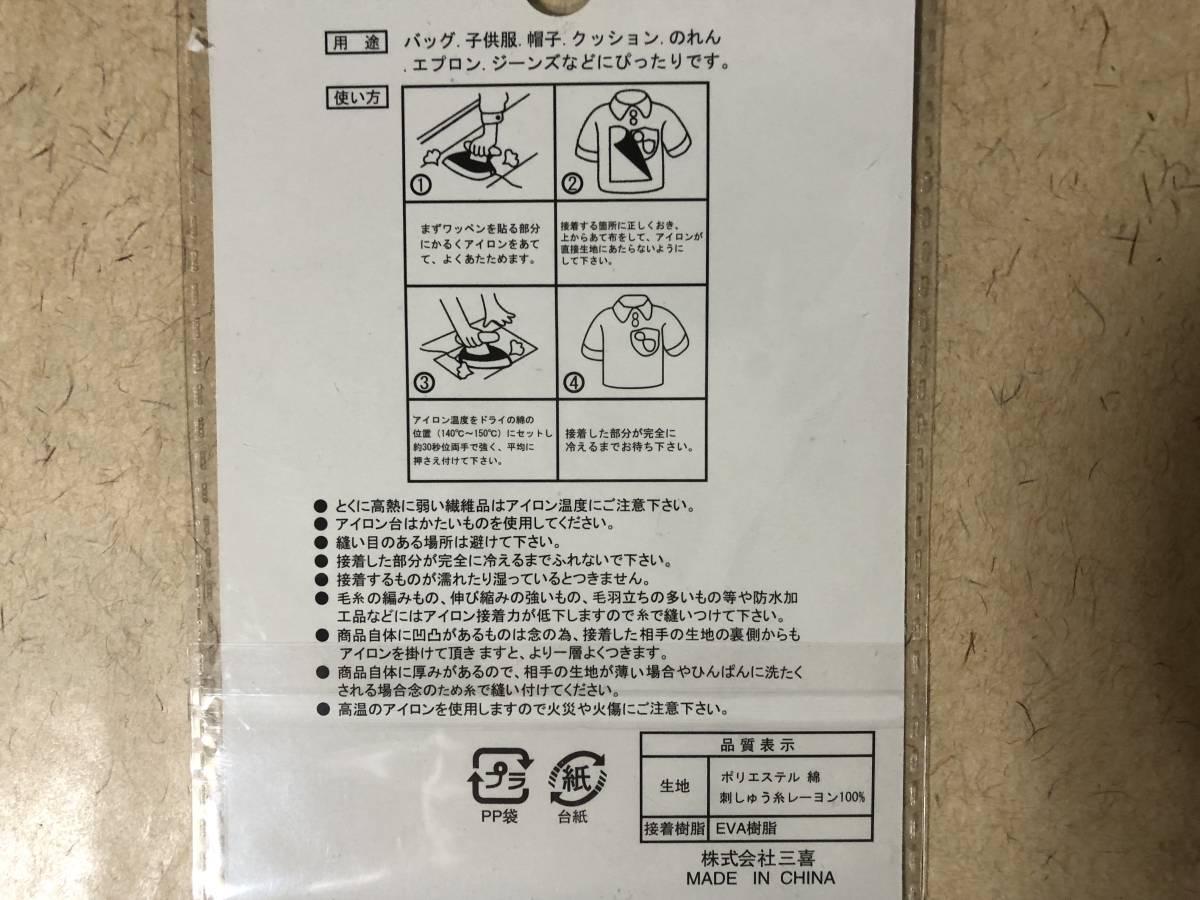 用 途 バッグ. 子供服. 帽子. クッション. のれん
. エプロン. ジーンズなどにぴったりです。
使い方
①
②
まずワッペンを貼る部分
にかるくアイロンをあて
て、よくあたためます。
接着する箇所に正しくおき、
上からあて布をして、アイロンが
直接生地にあたらないように
して下さい。
③
④
アイロン温度をドライの綿の
位置（140℃～150℃）にセットし
約30秒位両手で強く、平均に
押さえ付けて下さい。
接着した部分が完全に
冷えるまでお待ち下さい。
● とくに高熱に弱い繊維品はアイロン温度にご注意下さい。
● アイロン台はかたいものを使用してください。
● 縫い目のある場所は避けて下さい。
● 接着した部分が完全に冷えるまでふれないで下さい。
● 接着するものが濡れたり湿っているとつきません。
● 毛糸の編みもの、伸び縮みの強いもの、毛羽立ちの多いもの等や防水加
工品などにはアイロン接着力が低下しますので糸で縫いつけて下さい。
● 商品自体に凹凸があるものは念の為、接着した相手の生地の裏側からも
アイロンを掛けて頂き ますと、より一層よくつきます。
● 商品自体に厚みがあるので、相手の生地が薄い場合やひんぱんに洗たく
される場合念のため糸で縫い付けてください。
● 高温のアイロンを使用しますので火災や火傷にご注意下さい。
プラ
PP袋
紙
台紙
品 質 表 示
生地 ポリエステル 綿
刺しゅう糸レーヨン100%
接着樹脂 EVA樹脂
株式会社三喜
MADE IN CHINA